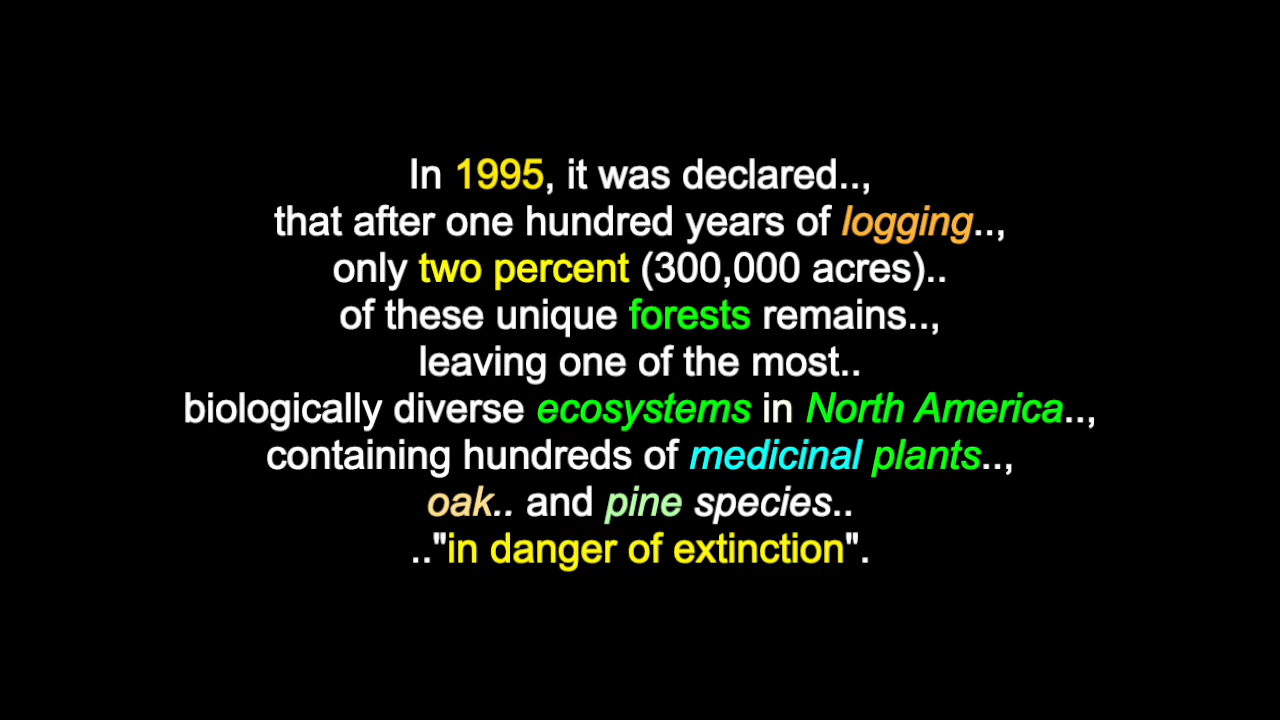 In 1995, it was declared..,
that after one hundred years of logging..,
only two percent (300,000 acres)..
of these unique forests remains..,
leaving one of the most..
biologically diverse ecosystems in North America..,
containing hundreds of medicinal plants..,
oak.. and pine species..
.."in danger of extinction".